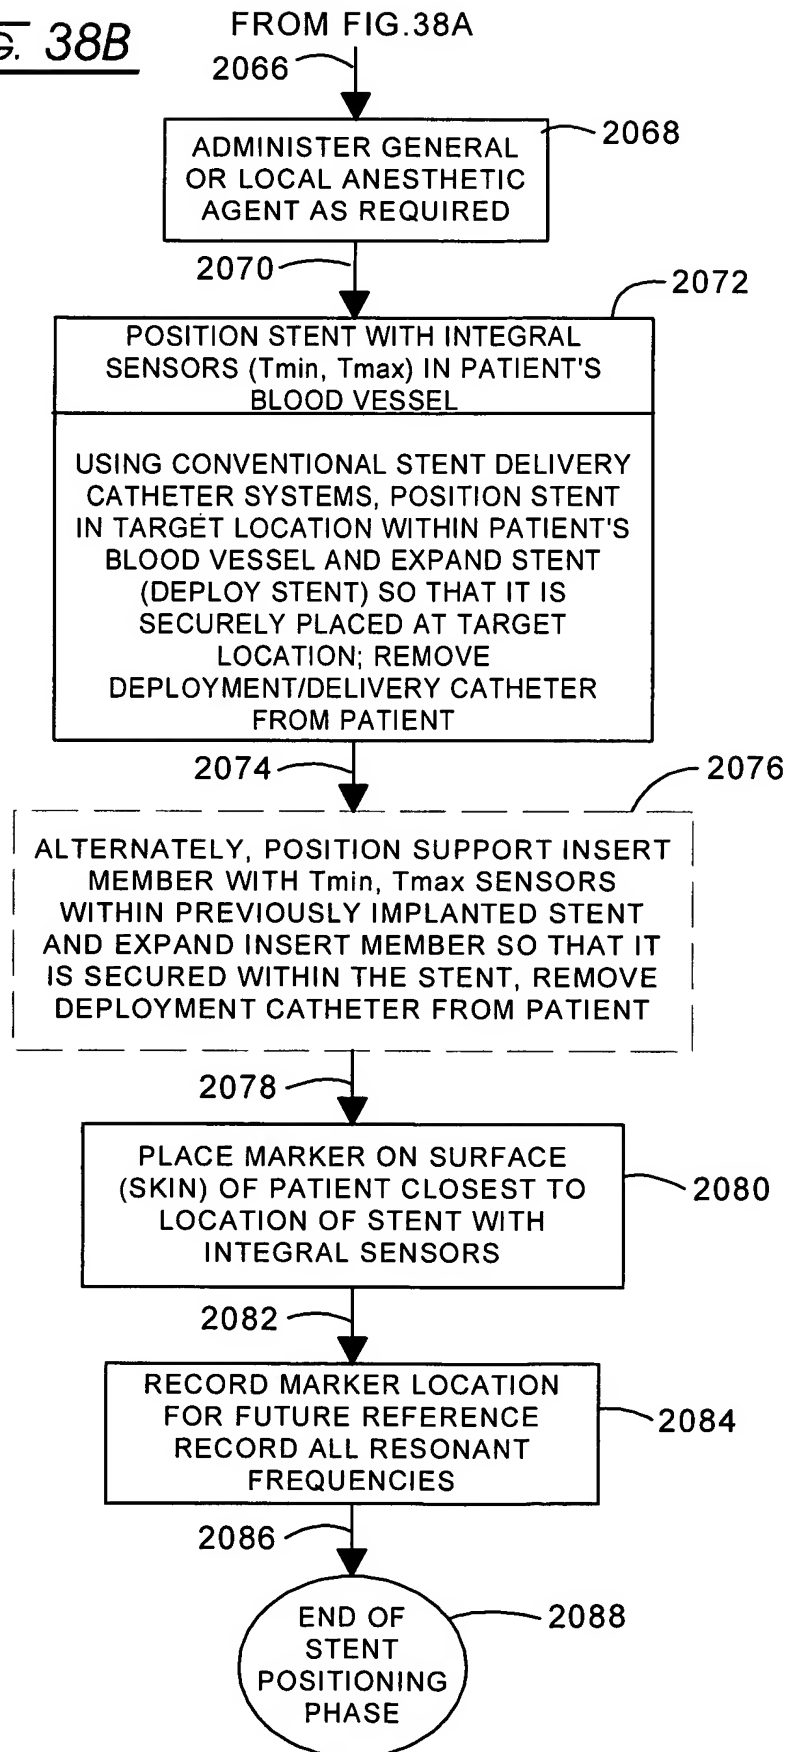 G. 38B
FROM FIG.38A
2066
ADMINISTER GENERAL
OR LOCAL ANESTHETIC
AGENT AS REQUIRED
2068
2070
2072
POSITION STENT WITH INTEGRAL
SENSORS (Tmin, Tmax) IN PATIENT'S
BLOOD VESSEL
USING CONVENTIONAL STENT DELIVERY
CATHETER SYSTEMS, POSITION STENT
IN TARGET LOCATION WITHIN PATIENT'S
BLOOD VESSEL AND EXPAND STENT
(DEPLOY STENT) SO THAT IT IS
SECURELY PLACED AT TARGET
LOCATION; REMOVE
DEPLOYMENT/DELIVERY CATHETER
FROM PATIENT
2074
2076
ALTERNATELY, POSITION SUPPORT INSERT
MEMBER WITH Tmin, Tmax SENSORS
WITHIN PREVIOUSLY IMPLANTED STENT
AND EXPAND INSERT MEMBER SO THAT IT
IS SECURED WITHIN THE STENT, REMOVE
DEPLOYMENT CATHETER FROM PATIENT
2078
PLACE MARKER ON SURFACE
(SKIN) OF PATIENT CLOSEST TO
LOCATION OF STENT WITH
INTEGRAL SENSORS
2080
2082
RECORD MARKER LOCATION
FOR FUTURE REFERENCE
RECORD ALL RESONANT
FREQUENCIES
2084
2086
END OF
STENT
POSITIONING
PHASE
2088